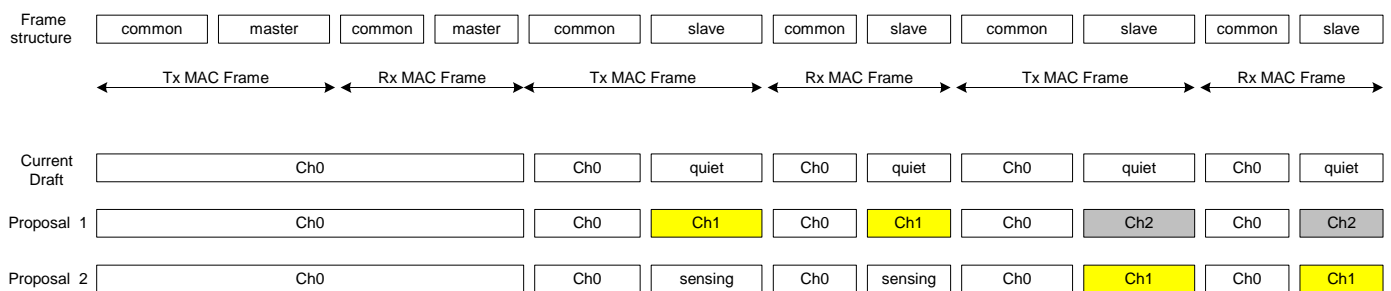 Frame structure common master common master common slave common slave common slave common slave
Tx MAC Frame Rx MAC Frame Tx MAC Frame Rx MAC Frame Tx MAC Frame Rx MAC Frame
Current Draft Ch0 Ch0 quiet Ch0 quiet Ch0 quiet Ch0 quiet
Proposal 1 Ch0 Ch0 Ch1 Ch0 Ch1 Ch0 Ch2 Ch0 Ch2
Proposal 2 Ch0 Ch0 sensing Ch0 sensing Ch0 Ch1 Ch0 Ch1